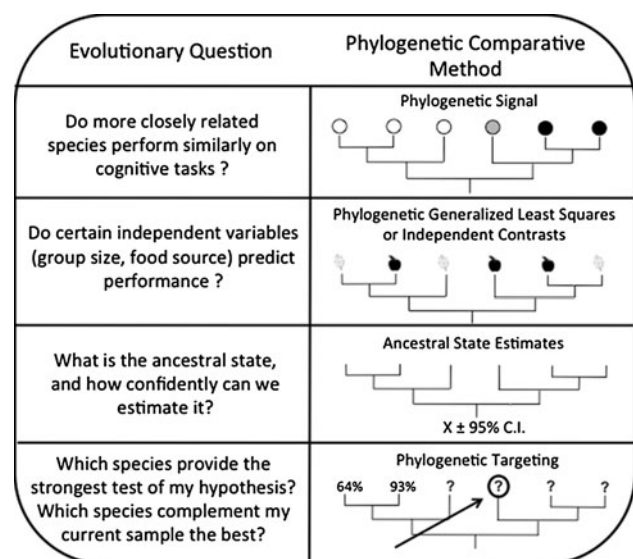 Evolutionary Question
Phylogenetic Comparative
Method
Do more closely related
species perform similarly on
cognitive tasks ?
Phylogenetic Signal
Do certain independent variables
(group size, food source) predict
performance ?
Phylogenetic Generalized Least Squares
or Independent Contrasts
What is the ancestral state,
and how confidently can we
estimate it?
Ancestral State Estimates
X ± 95% C.I.
Which species provide the
strongest test of my hypothesis?
Which species complement my
current sample the best?
Phylogenetic Targeting
64% 93% ? ? ? ?